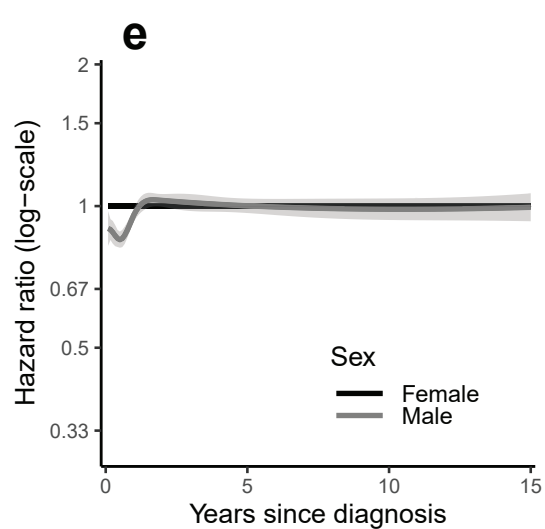 e
2
1.5
1
0.67
0.5
0.33
Hazard ratio (log−scale)
Sex
Female
Male
0 5 10 15
Years since diagnosis